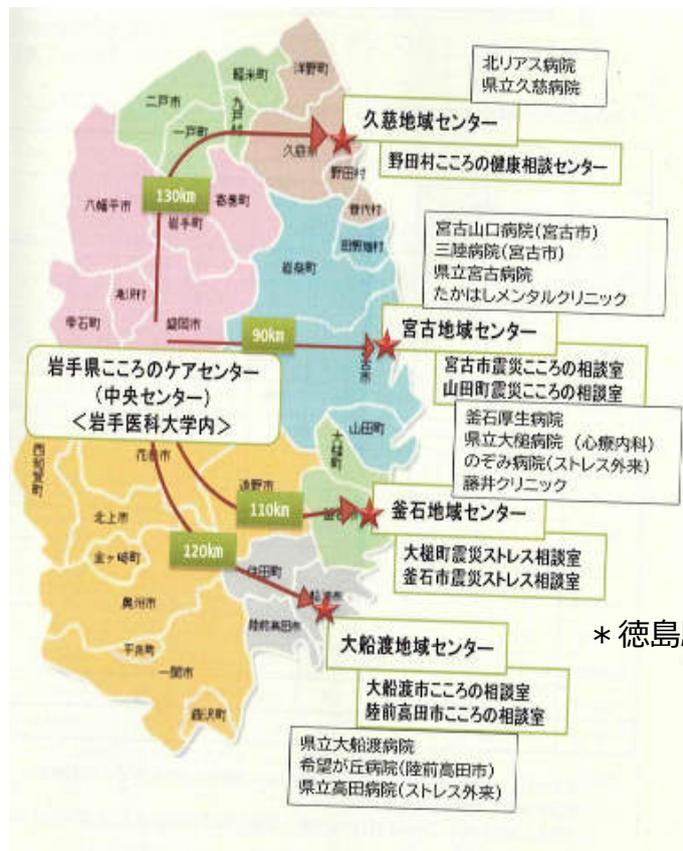 北リアス病院
県立久慈病院
久慈地域センター
野田村こころの健康相談センター
洋野町
軽米町
二戸市
九戸村
一戸町
久慈市
野田村
普代村
130km
八幡平市
葛巻町
岩手町
田野畑村
岩泉町
滝沢村
雫石町
盛岡市
宮古山口病院(宮古市)
三陸病院(宮古市)
県立宮古病院
たかはしメンタルクリニック
90km
宮古地域センター
宮古市震災こころの相談室
山田町震災こころの相談室
岩手県こころのケアセンター
(中央センター)
<岩手医科大学内>
山田町
大槌町
西和賀町
花巻市
遠野市
北上市
金ヶ崎町
釜石厚生病院
県立大槌病院 (心療内科)
のぞみ病院(ストレス外来)
藤井クリニック
110km
釜石地域センター
大槌町震災ストレス相談室
釜石市震災ストレス相談室
120km
住田町
奥州市
陸前高田市
平泉町
一関市
藤沢町
大船渡地域センター
大船渡市こころの相談室
陸前高田市こころの相談室
県立大船渡病院
希望が丘病院(陸前高田市)
県立高田病院(ストレス外来)
*徳島